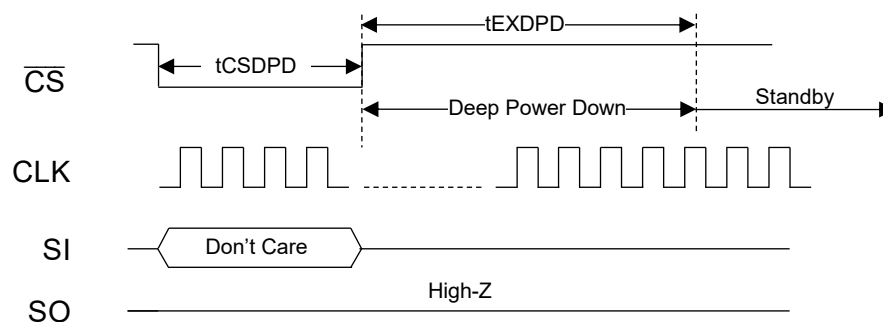 tEXDPD
tCSDPD
CS
Deep Power Down
Standby
CLK
SI
Don't Care
High-Z
SO